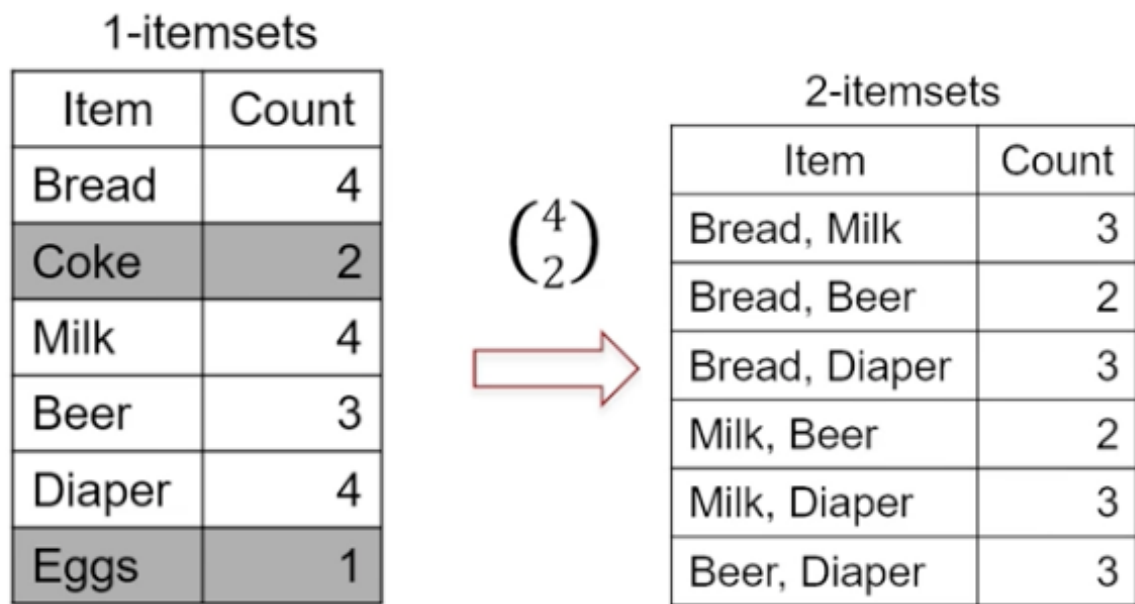 1-itemsets
Item Count
Bread 4
Coke 2
Milk 4
Beer 3
Diaper 4
Eggs 1
(4
2)
2-itemsets
Item Count
Bread, Milk 3
Bread, Beer 2
Bread, Diaper 3
Milk, Beer 2
Milk, Diaper 3
Beer, Diaper 3